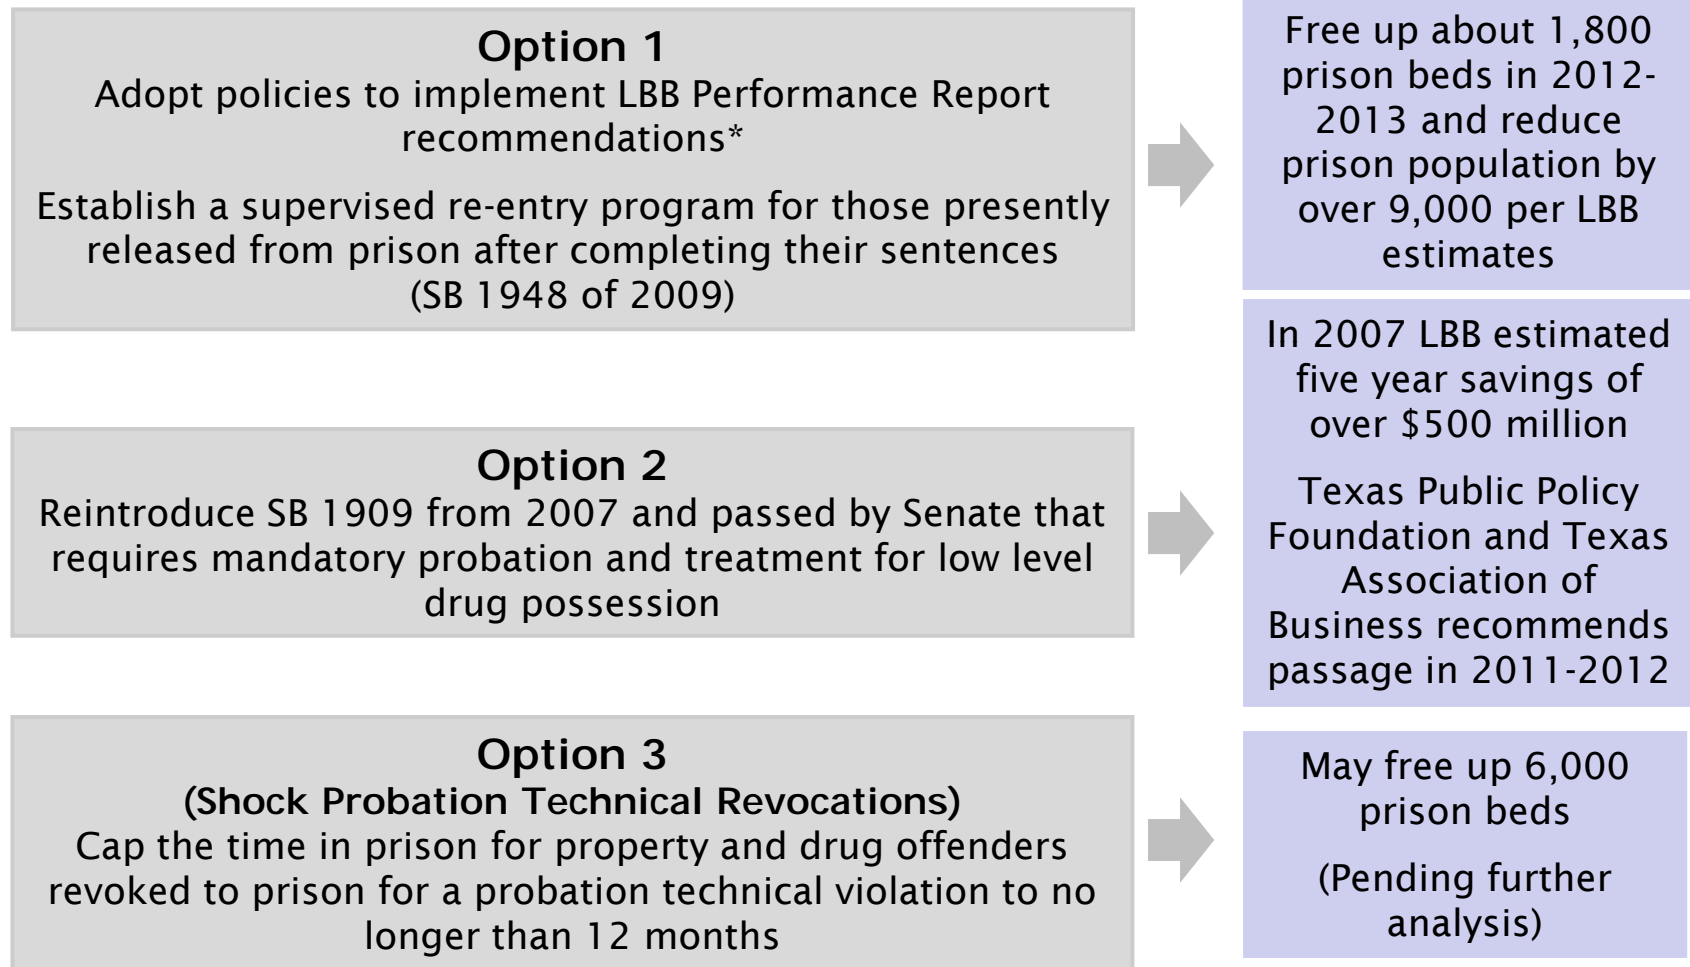 Option 1
Adopt policies to implement LBB Performance Report
recommendations*
Establish a supervised re-entry program for those presently
released from prison after completing their sentences
(SB 1948 of 2009)
Free up about 1,800
prison beds in 2012-
2013 and reduce
prison population by
over 9,000 per LBB
estimates
Option 2
Reintroduce SB 1909 from 2007 and passed by Senate that
requires mandatory probation and treatment for low level
drug possession
In 2007 LBB estimated
five year savings of
over $500 million
Texas Public Policy
Foundation and Texas
Association of
Business recommends
passage in 2011-2012
Option 3
(Shock Probation Technical Revocations)
Cap the time in prison for property and drug offenders
revoked to prison for a probation technical violation to no
longer than 12 months
May free up 6,000
prison beds
(Pending further
analysis)